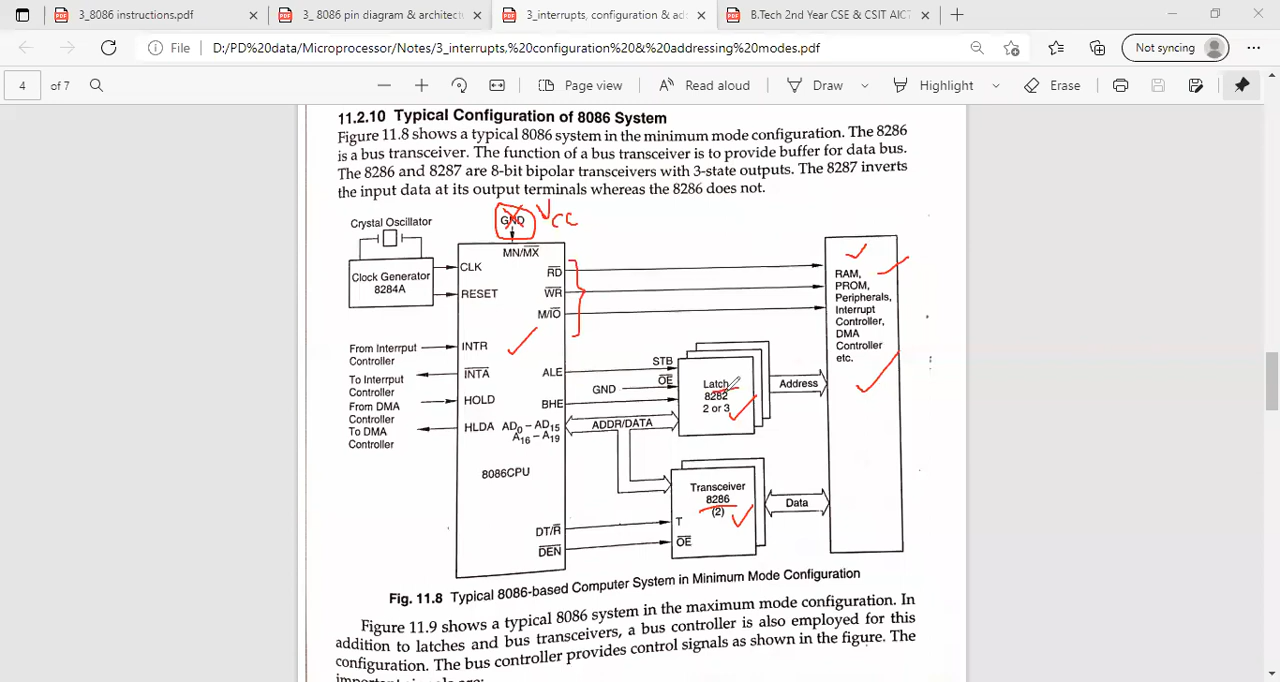 3_8086 instructions.pdf
3_ 8086 pin diagram & architectu
3_interrupts, configuration & ad
B.Tech 2nd Year CSE & CSIT AICT
File
D:/PD%20data/Microprocessor/Notes/3_interrupts,%20configuration%20&%20addressing%20modes.pdf
Not syncing
4 of 7
Page view
Read aloud
Draw
Highlight
Erase
11.2.10 Typical Configuration of 8086 System
Figure 11.8 shows a typical 8086 system in the minimum mode configuration. The 8286
is a bus transceiver. The function of a bus transceiver is to provide buffer for data bus.
The 8286 and 8287 are 8-bit bipolar transceivers with 3-state outputs. The 8287 inverts
the input data at its output terminals whereas the 8286 does not.
Crystal Oscillator
GND
VCC
MN/MX
Clock Generator
8284A
CLK
RESET
RD
WR
M/IO
RAM,
PROM,
Peripherals,
Interrupt
Controller,
DMA
Controller
etc.
From Interrput
Controller
INTR
To Interrput
Controller
INTA
From DMA
Controller
HOLD
To DMA
Controller
HLDA
ALE
BHE
AD0 – AD15
A16 – A19
STB
OE
GND
Latch
8282
2 or 3
Address
ADDR/DATA
8086CPU
Transceiver
8286
(2)
T
OE
Data
DT/R
DEN
Fig. 11.8 Typical 8086-based Computer System in Minimum Mode Configuration
Figure 11.9 shows a typical 8086 system in the maximum mode configuration. In
addition to latches and bus transceivers, a bus controller is also employed for this
configuration. The bus controller provides control signals as shown in the figure. The
important signals are: